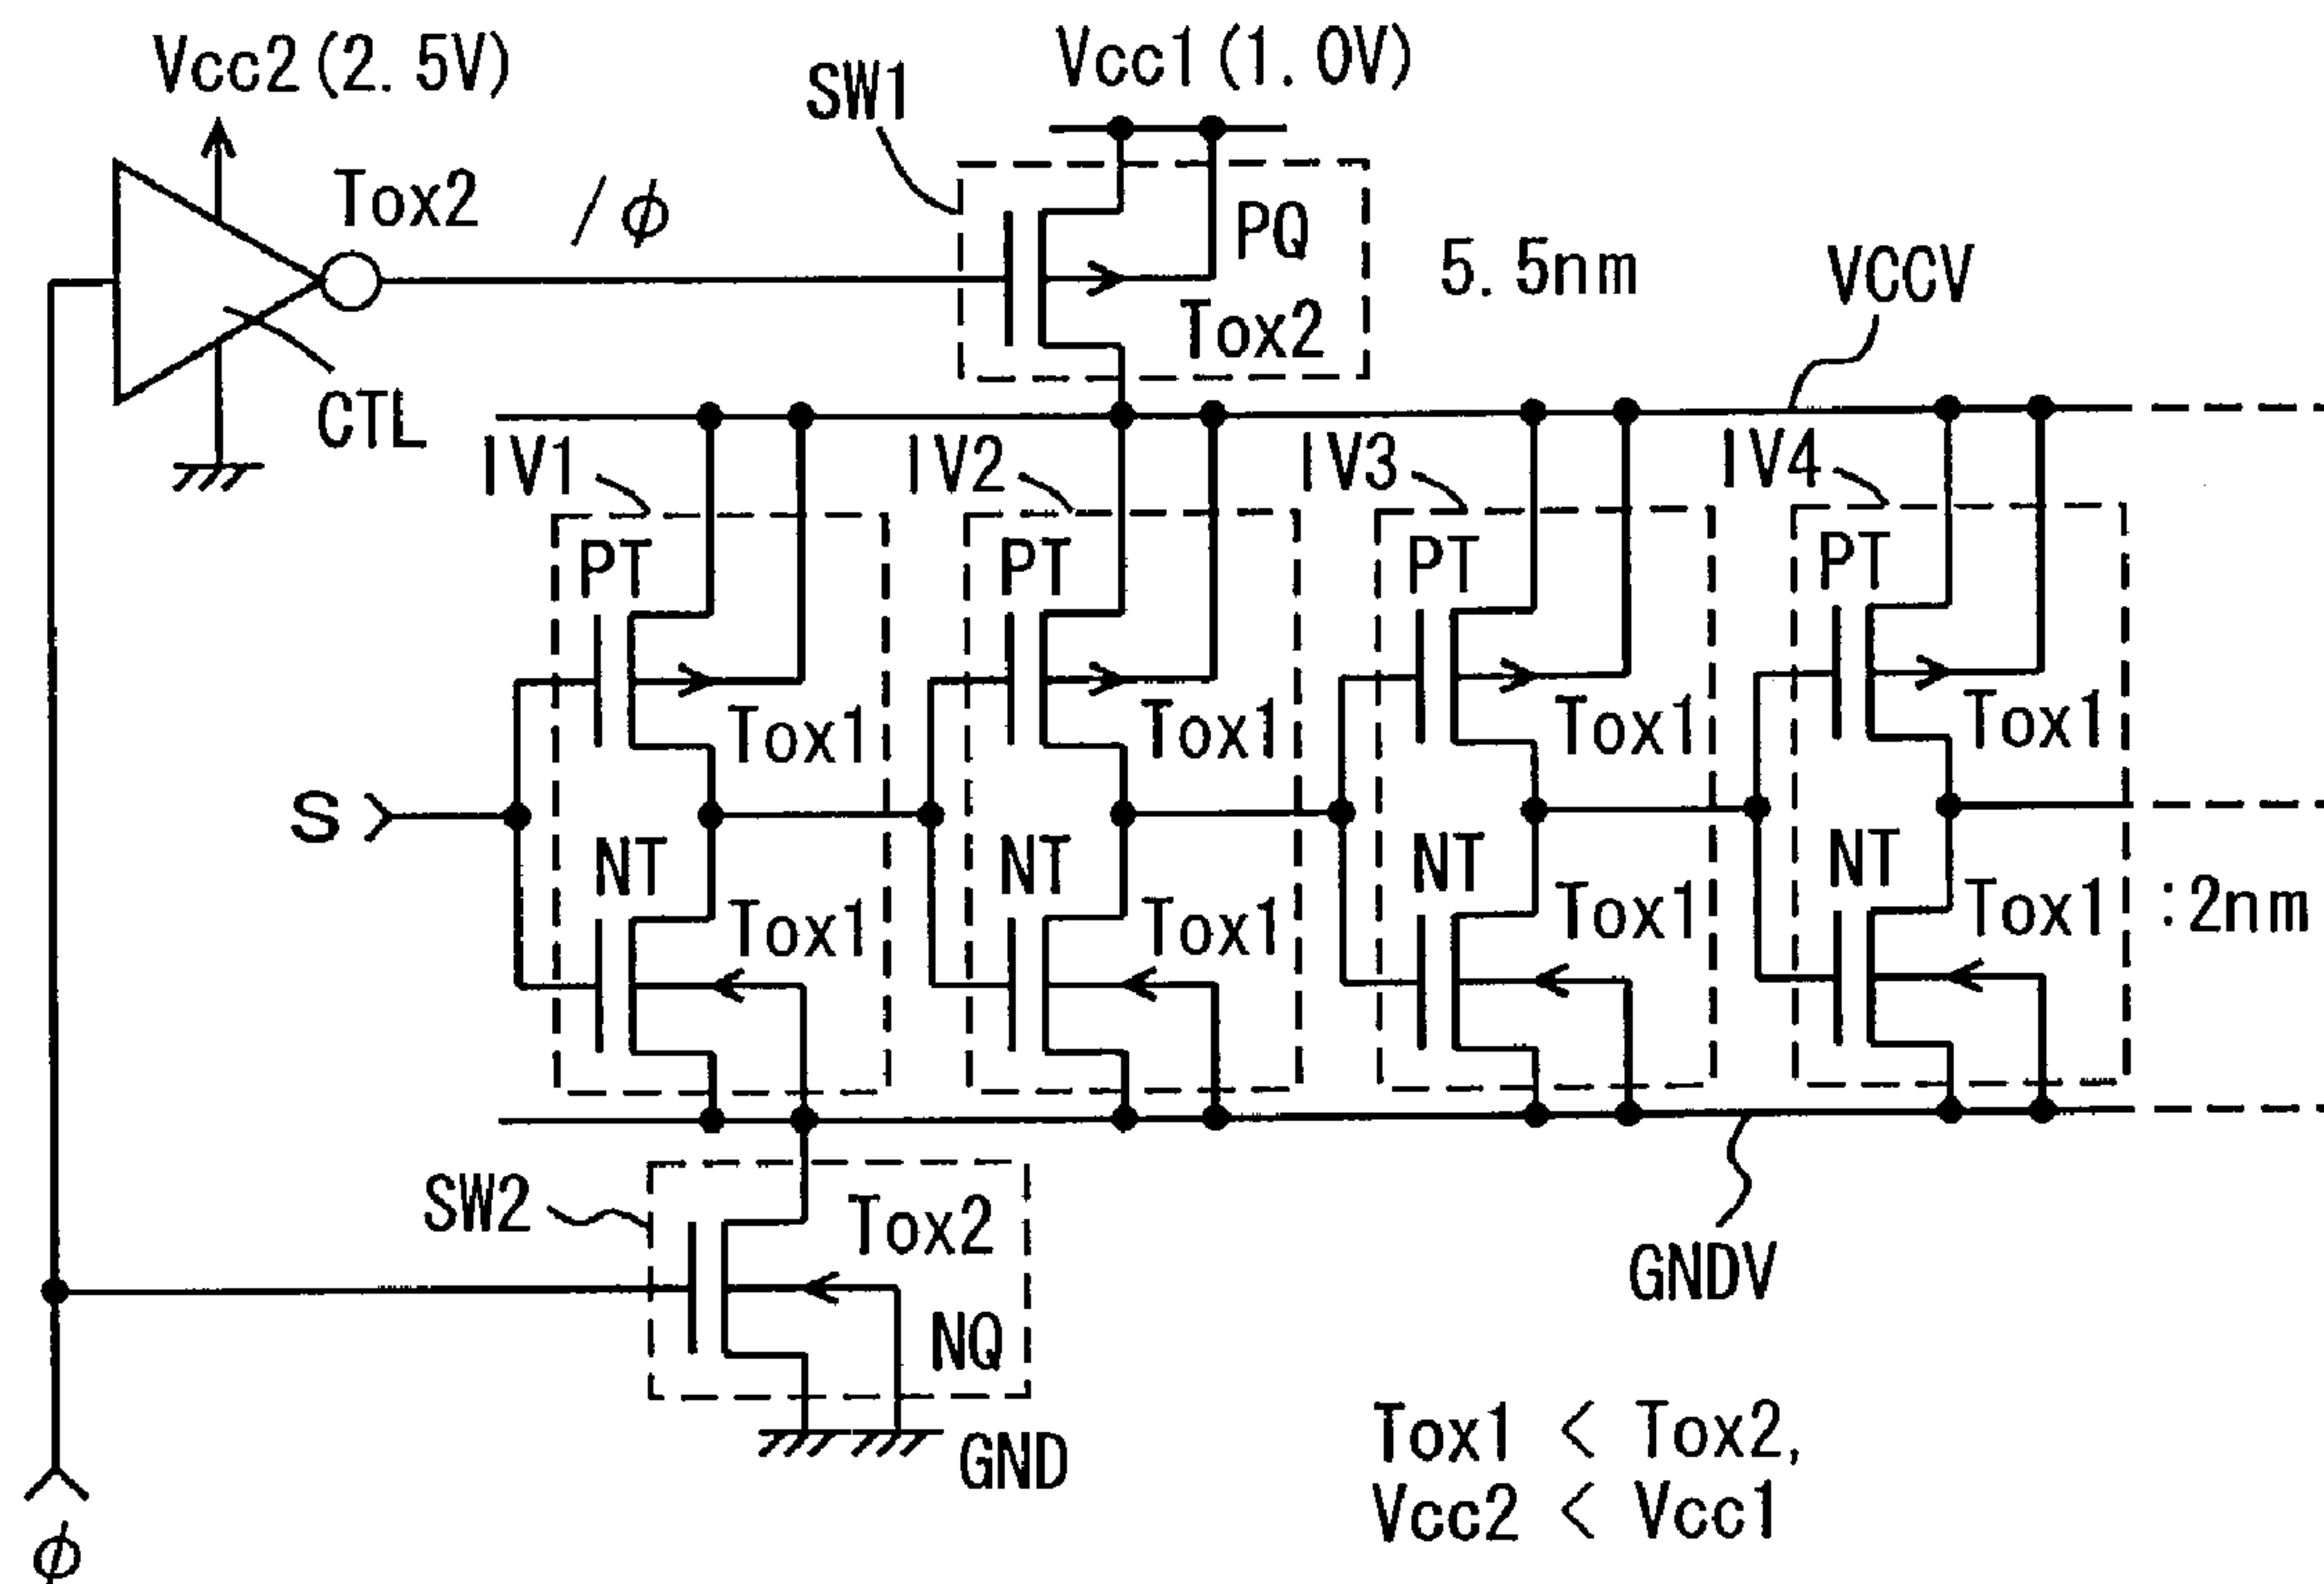 Vcc2(2.5V)
Vcc1(1.0V)
SW1
Tox2
/φ
PQ
5.5nm
VCCV
Tox2
CTL
IV1
IV2
IV3
IV4
PT
PT
PT
PT
Tox1
Tox1
Tox1
Tox1
S
NT
NT
NT
NT
Tox1
Tox1
Tox1
Tox1 :2nm
SW2
Tox2
GNDV
NQ
GND
Tox1 < Tox2,
Vcc2 < Vcc1
φ